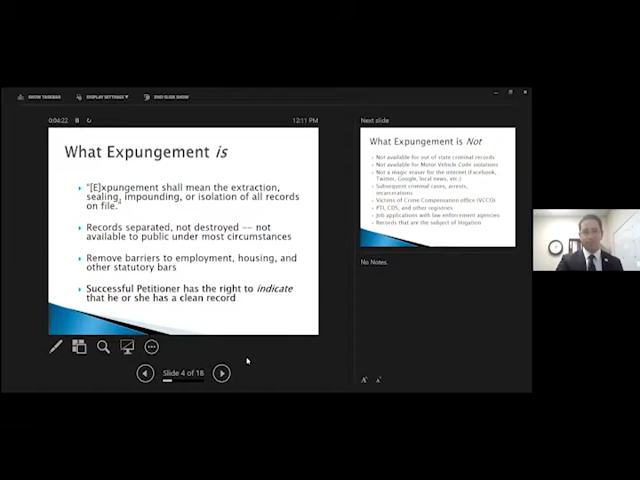 SHOW TASKBAR
DISPLAY SETTINGS ▾
END SLIDE SHOW
0:04:22
12:11 PM
What Expungement is
"[E]xpungement shall mean the extraction,
sealing, impounding, or isolation of all records
on file."
Records separated, not destroyed -- not
available to public under most circumstances
Remove barriers to employment, housing, and
other statutory bars
Successful Petitioner has the right to indicate
that he or she has a clean record
Slide 4 of 18
Next slide
What Expungement is Not
Not available for out of state criminal records
Not available for Motor Vehicle Code violations
Not a magic eraser for the internet (Facebook,
Twitter, Google, local news, etc.)
Subsequent criminal cases, arrests,
incarcerations
Victims of Crime Compensation office (VCCO)
PTI, CDS, and other registries
Job applications with law enforcement agencies
Records that are the subject of litigation
No Notes.
A A